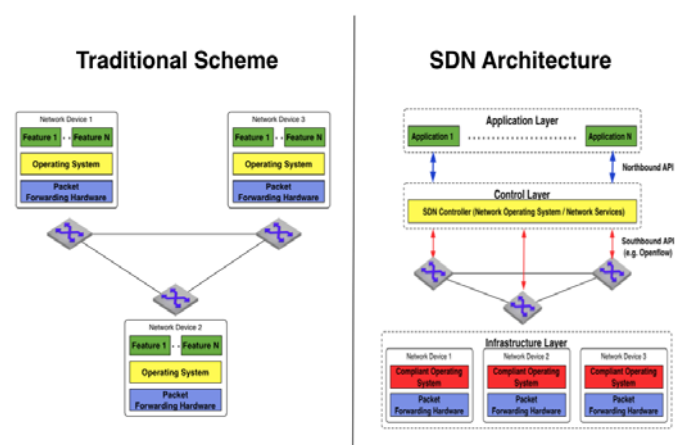 Traditional Scheme
Network Device 1
Feature 1 - - Feature N
Operating System
Packet
Forwarding Hardware
Network Device 3
Feature 1 - - Feature N
Operating System
Packet
Forwarding Hardware
Network Device 2
Feature 1 - - Feature N
Operating System
Packet
Forwarding Hardware
SDN Architecture
Application Layer
Application 1
Application N
Northbound API
Control Layer
SDN Controller (Network Operating System / Network Services)
Southbound API
(e.g. Openflow)
Infrastructure Layer
Network Device 1
Compliant Operating
System
Packet
Forwarding Hardware
Network Device 2
Compliant Operating
System
Packet
Forwarding Hardware
Network Device 3
Compliant Operating
System
Packet
Forwarding Hardware